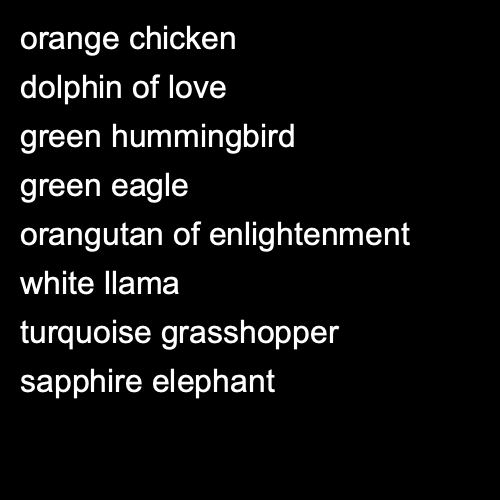 orange chicken
dolphin of love
green hummingbird
green eagle
orangutan of enlightenment
white llama
turquoise grasshopper
sapphire elephant